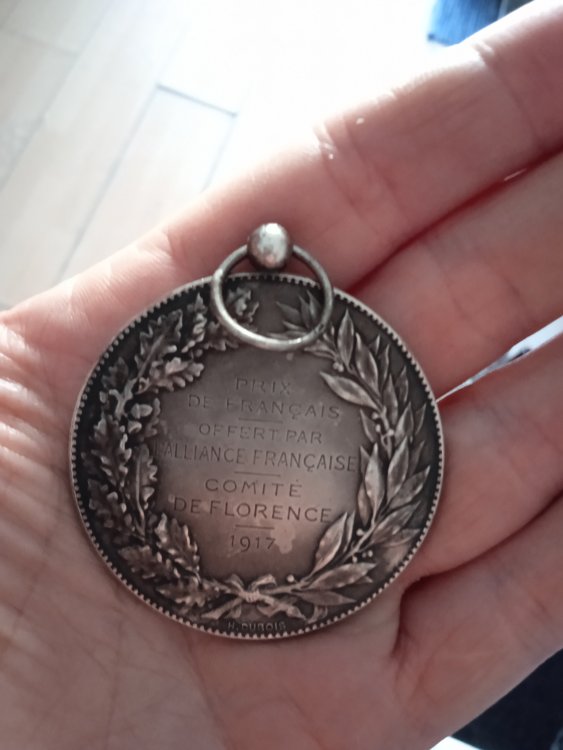 PRIX
DE FRANÇAIS
OFFERT PAR
L'ALLIANCE FRANÇAISE
COMITÉ
DE FLORENCE
1917
H. DUBOIS